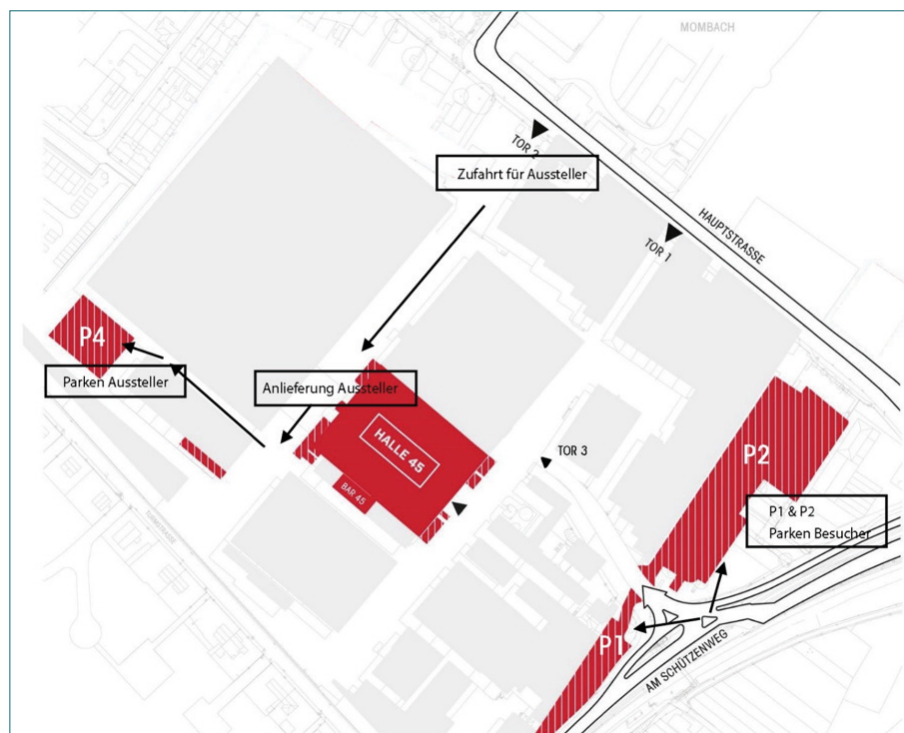 MOMBACH
TOR 2
Zufahrt für Aussteller
HAUPTSTRASSE
TOR 1
P4
Parken Aussteller
Anlieferung Aussteller
HALLE 45
BAR 45
TOR 3
P2
P1 & P2
Parken Besucher
P1
AM SCHÜTZENWEG